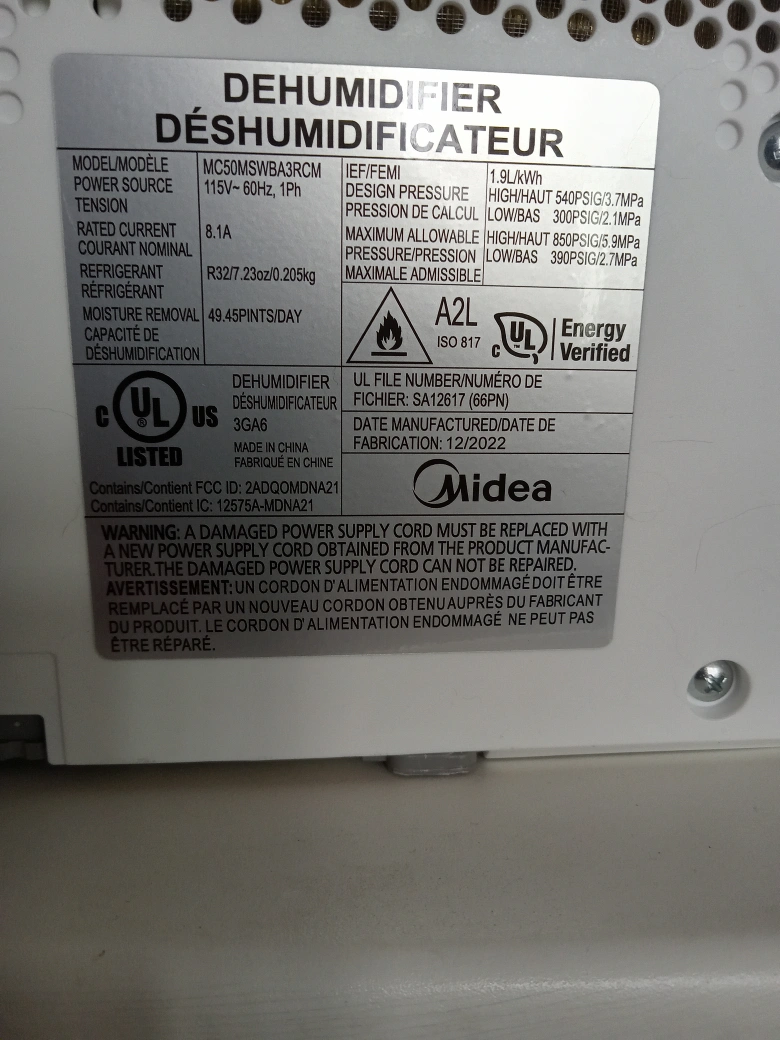 DEHUMIDIFIER
DÉSHUMIDIFICATEUR
MODEL/MODÈLE MC50MSWBA3RCM
POWER SOURCE 115V~ 60Hz, 1Ph
TENSION
RATED CURRENT 8.1A
COURANT NOMINAL
REFRIGERANT R32/7.23oz/0.205kg
RÉFRIGÉRANT
MOISTURE REMOVAL 49.45PINTS/DAY
CAPACITÉ DE
DÉSHUMIDIFICATION
IEF/FEMI 1.9L/kWh
DESIGN PRESSURE HIGH/HAUT 540PSIG/3.7MPa
PRESSION DE CALCUL LOW/BAS 300PSIG/2.1MPa
MAXIMUM ALLOWABLE HIGH/HAUT 850PSIG/5.9MPa
PRESSURE/PRESSION LOW/BAS 390PSIG/2.7MPa
MAXIMALE ADMISSIBLE
A2L
ISO 817
C UL ™ Energy
Verified
C UL ® US
LISTED
DEHUMIDIFIER
DÉSHUMIDIFICATEUR
3GA6
MADE IN CHINA
FABRIQUÉ EN CHINE
Contains/Contient FCC ID: 2ADQOMDNA21
Contains/Contient IC: 12575A-MDNA21
UL FILE NUMBER/NUMÉRO DE
FICHIER: SA12617 (66PN)
DATE MANUFACTURED/DATE DE
FABRICATION: 12/2022
Midea
WARNING: A DAMAGED POWER SUPPLY CORD MUST BE REPLACED WITH
A NEW POWER SUPPLY CORD OBTAINED FROM THE PRODUCT MANUFAC-
TURER.THE DAMAGED POWER SUPPLY CORD CAN NOT BE REPAIRED.
AVERTISSEMENT: UN CORDON D'ALIMENTATION ENDOMMAGÉ DOIT ÊTRE
REMPLACÉ PAR UN NOUVEAU CORDON OBTENU AUPRÈS DU FABRICANT
DU PRODUIT. LE CORDON D'ALIMENTATION ENDOMMAGÉ NE PEUT PAS
ÊTRE RÉPARÉ.